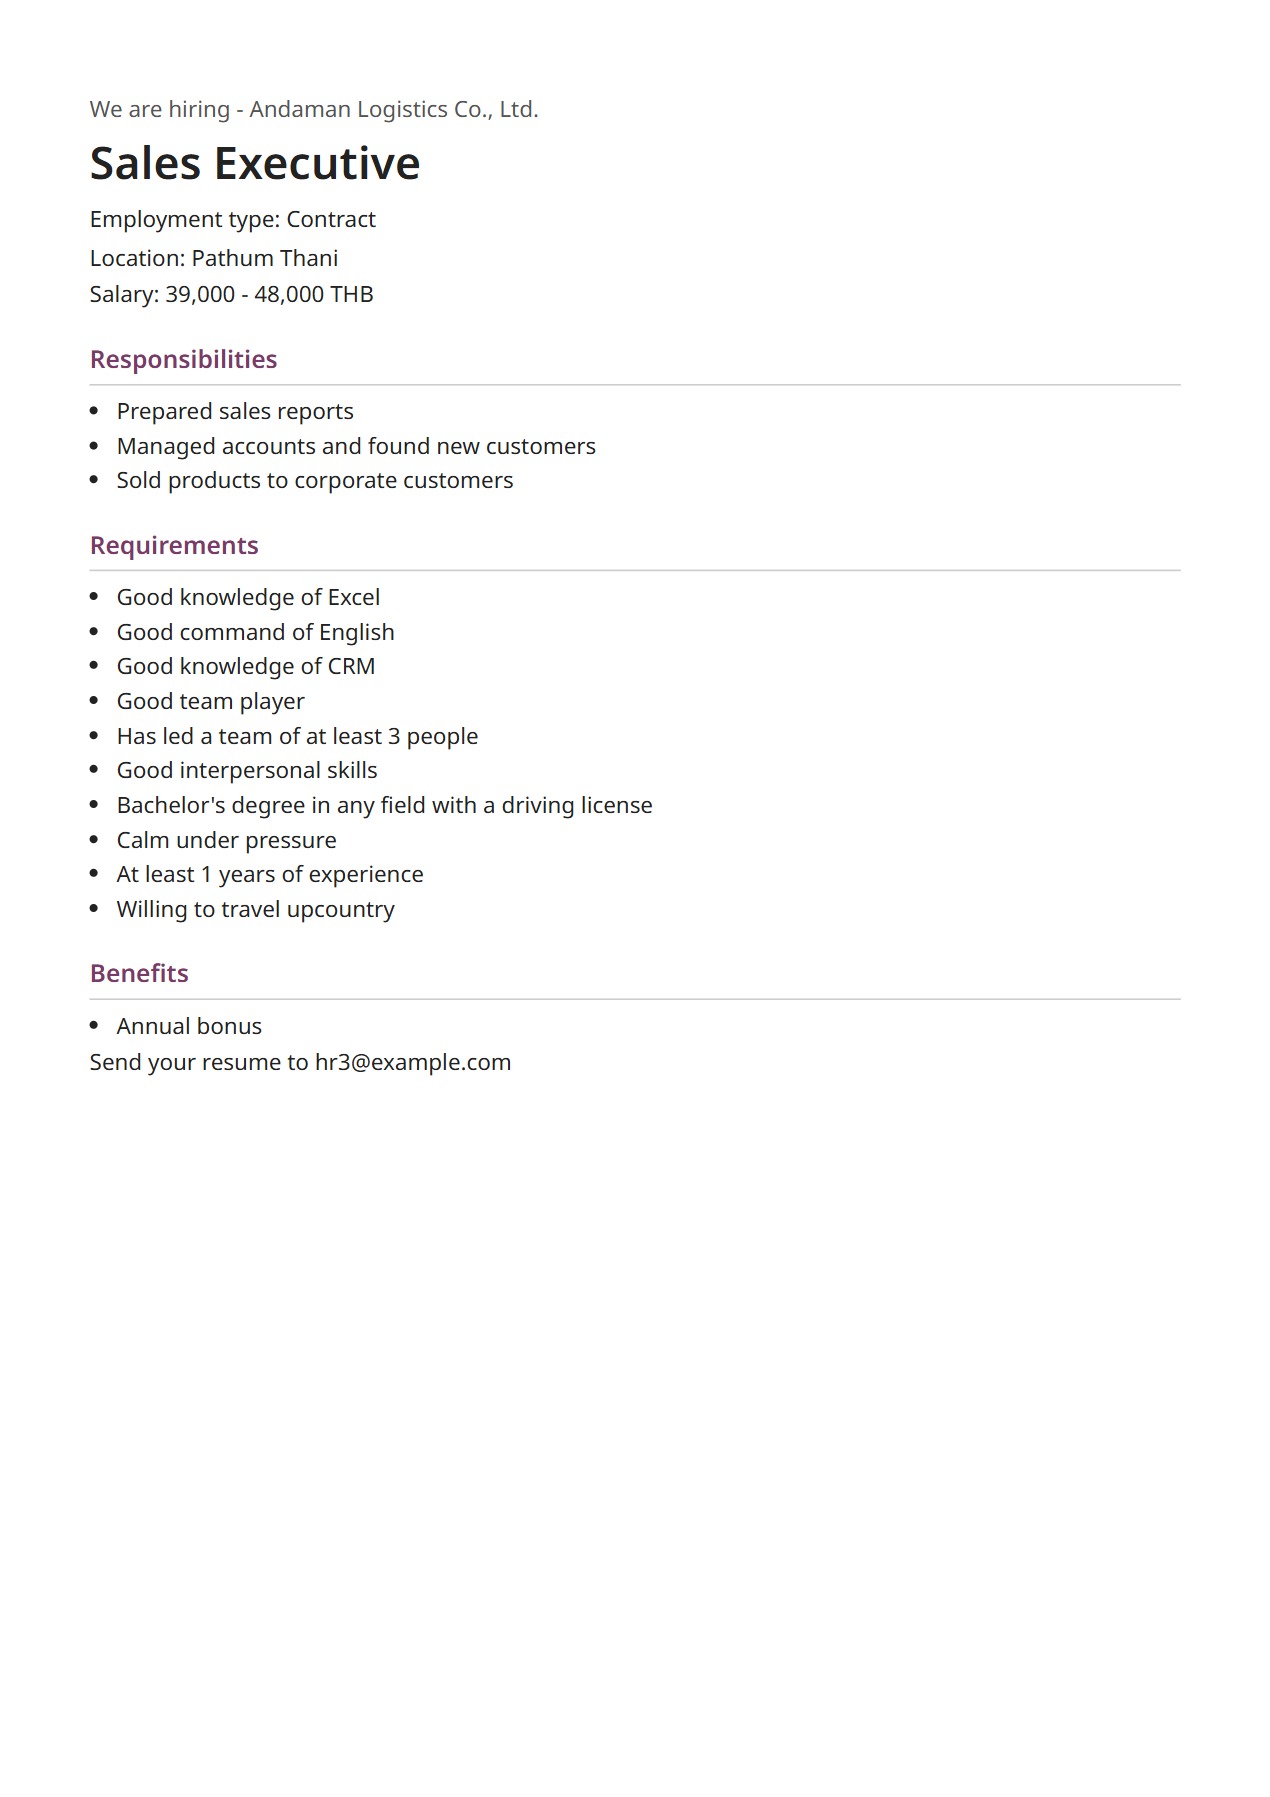 We are hiring - Andaman Logistics Co., Ltd.
Sales Executive
Employment type: Contract
Location: Pathum Thani
Salary: 39,000 - 48,000 THB
Responsibilities
• Prepared sales reports
• Managed accounts and found new customers
• Sold products to corporate customers
Requirements
• Good knowledge of Excel
• Good command of English
• Good knowledge of CRM
• Good team player
• Has led a team of at least 3 people
• Good interpersonal skills
• Bachelor's degree in any field with a driving license
• Calm under pressure
• At least 1 years of experience
• Willing to travel upcountry
Benefits
• Annual bonus
Send your resume to hr3@example.com